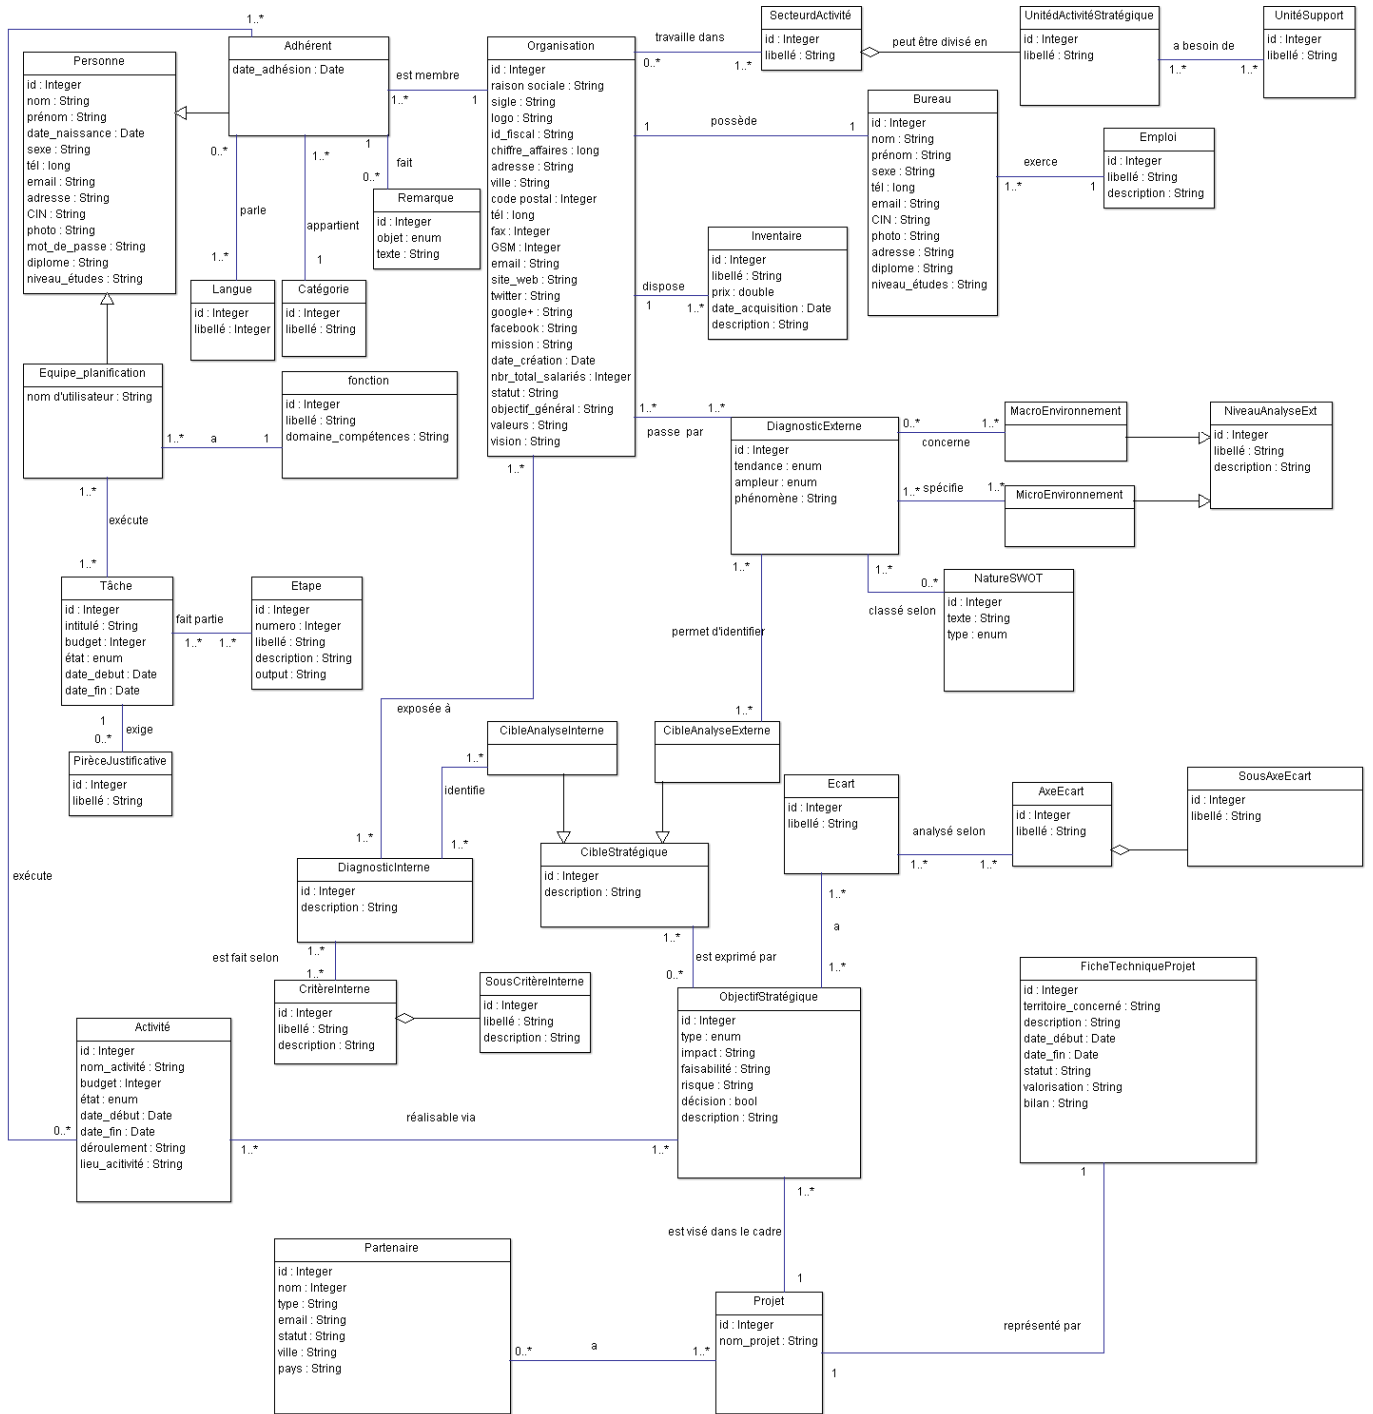 1..*
Adhérent
date_adhésion : Date
Personne
id : Integer
nom : String
prénom : String
date_naissance : Date
sexe : String
tél : long
email : String
adresse : String
CIN : String
photo : String
mot_de_passe : String
diplome : String
niveau_études : String
est membre
1..*
1
Organisation
id : Integer
raison sociale : String
sigle : String
logo : String
id_fiscal : String
chiffre_affaires : long
adresse : String
ville : String
code postal : Integer
tél : long
fax : Integer
GSM : Integer
email : String
site_web : String
twitter : String
google+ : String
facebook : String
mission : String
date_création : Date
nbr_total_salariés : Integer
statut : String
objectif_général : String
valeurs : String
vision : String
travaille dans
0..*
1..*
SecteurdActivité
id : Integer
libellé : String
peut être divisé en
UnitédActivitéStratégique
id : Integer
libellé : String
a besoin de
1..*
1..*
UnitéSupport
id : Integer
libellé : String
1
possède
1
Bureau
id : Integer
nom : String
prénom : String
sexe : String
tél : long
email : String
CIN : String
photo : String
adresse : String
diplome : String
niveau_études : String
exerce
1..*
1
Emploi
id : Integer
libellé : String
description : String
0..*
parle
1..*
1..*
appartient
1
1
fait
0..*
Remarque
id : Integer
objet : enum
texte : String
Langue
id : Integer
libellé : Integer
Catégorie
id : Integer
libellé : String
dispose
1
1..*
Inventaire
id : Integer
libellé : String
prix : double
date_acquisition : Date
description : String
Equipe_planification
nom d'utilisateur : String
1..*
a
1
fonction
id : Integer
libellé : String
domaine_compétences : String
1..*
1..*
passe par
DiagnosticExterne
id : Integer
tendance : enum
ampleur : enum
phénomène : String
0..*
1..*
concerne
MacroEnvironnement
NiveauAnalyseExt
id : Integer
libellé : String
description : String
1..*
spécifie
1..*
MicroEnvironnement
1..*
exécute
1..*
1..*
0..*
classé selon
NatureSWOT
id : Integer
texte : String
type : enum
Tâche
id : Integer
intitulé : String
budget : Integer
état : enum
date_debut : Date
date_fin : Date
fait partie
1..*
1..*
Etape
id : Integer
numero : Integer
libellé : String
description : String
output : String
1
0..*
exige
PirèceJustificative
id : Integer
libellé : String
1..*
exposée à
1..*
1..*
permet d'identifier
1..*
CibleAnalyseInterne
CibleAnalyseExterne
1..*
identifie
1..*
Ecart
id : Integer
libellé : String
analysé selon
1..*
1..*
AxeEcart
id : Integer
libellé : String
SousAxeEcart
id : Integer
libellé : String
exécute
DiagnosticInterne
id : Integer
description : String
CibleStratégique
id : Integer
description : String
1..*
a
1..*
est fait selon
1..*
1..*
1..*
est exprimé par
0..*
CritèreInterne
id : Integer
libellé : String
description : String
SousCritèreInterne
id : Integer
libellé : String
description : String
ObjectifStratégique
id : Integer
type : enum
impact : String
faisabilité : String
risque : String
décision : bool
description : String
FicheTechniqueProjet
id : Integer
territoire_concerné : String
description : String
date_début : Date
date_fin : Date
statut : String
valorisation : String
bilan : String
Activité
id : Integer
nom_activité : String
budget : Integer
état : enum
date_début : Date
date_fin : Date
déroulement : String
lieu_acitivité : String
0..*
réalisable via
1..*
1..*
1
1..*
est visé dans le cadre
1
Partenaire
id : Integer
nom : Integer
type : String
email : String
statut : String
ville : String
pays : String
0..*
a
1..*
Projet
id : Integer
nom_projet : String
représenté par
1